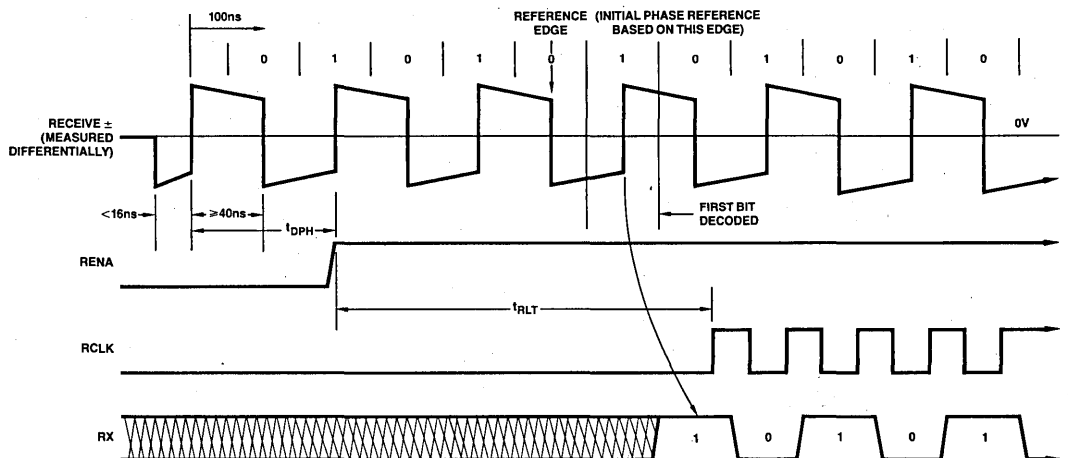 100ns
REFERENCE (INITIAL PHASE REFERENCE
EDGE BASED ON THIS EDGE)
0 1 0 1 0 1 0 1 0 1 0
RECEIVE ±
(MEASURED
DIFFERENTIALLY)
0V
<16ns
≥40ns
tDPH
FIRST BIT
DECODED
RENA
tRLT
RCLK
RX
1 0 1 0 1